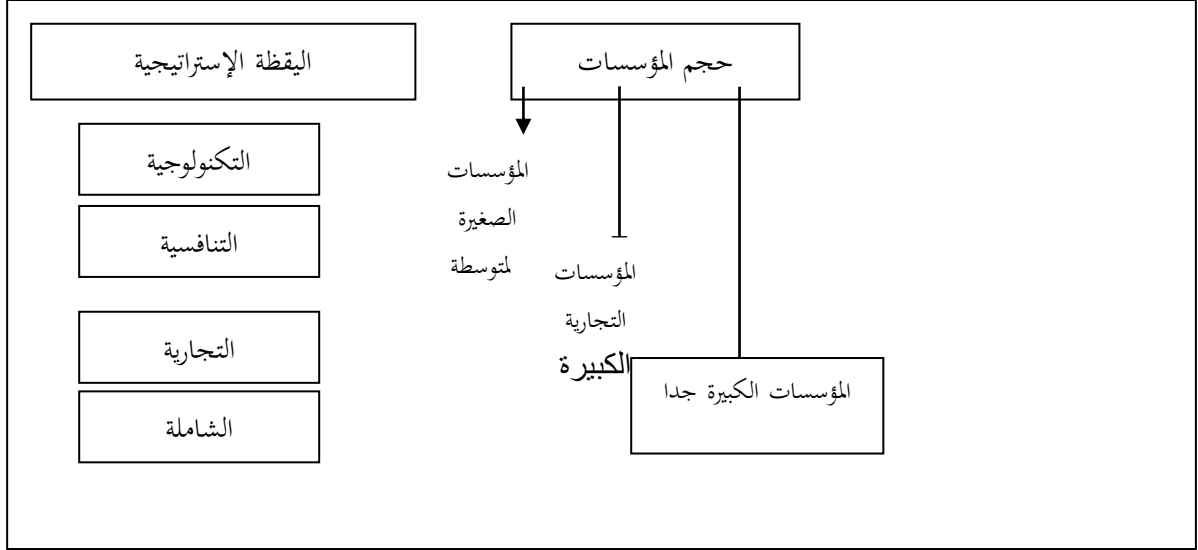 حجم المؤسسات
اليقظة الإستراتيجية
المؤسسات
الصغيرة
لمتوسطة
المؤسسات
التجارية
الكبيرة
المؤسسات الكبيرة جدا
التكنولوجية
التنافسية
التجارية
الشاملة